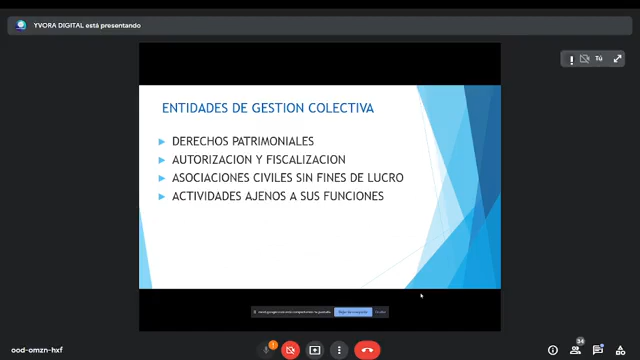 YVORA DIGITAL está presentando
Tú
ENTIDADES DE GESTION COLECTIVA
DERECHOS PATRIMONIALES
AUTORIZACION Y FISCALIZACION
ASOCIACIONES CIVILES SIN FINES DE LUCRO
ACTIVIDADES AJENOS A SUS FUNCIONES
34
ood-omzn-hxf